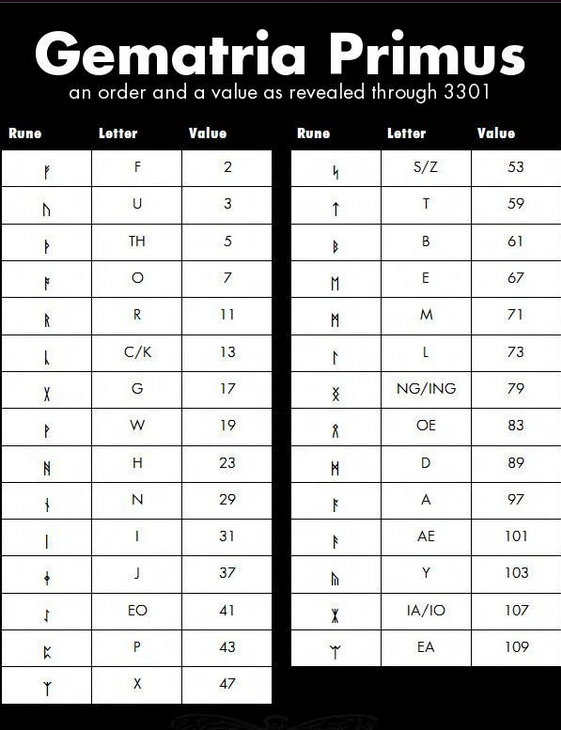 Gematria Primus
an order and a value as revealed through 3301
Rune Letter Value Rune Letter Value
ᚠ F 2 ᛋ S/Z 53
ᚢ U 3 ᛏ T 59
ᚦ TH 5 ᛒ B 61
ᚩ O 7 ᛖ E 67
ᚱ R 11 ᛗ M 71
ᚳ C/K 13 ᛚ L 73
ᚷ G 17 ᛝ NG/ING 79
ᚹ W 19 ᛟ OE 83
ᚻ H 23 ᛞ D 89
ᚾ N 29 ᚪ A 97
ᛁ I 31 ᚫ AE 101
ᛄ J 37 ᚣ Y 103
ᛇ EO 41 ᛡ IA/IO 107
ᛈ P 43 ᛠ EA 109
ᛉ X 47